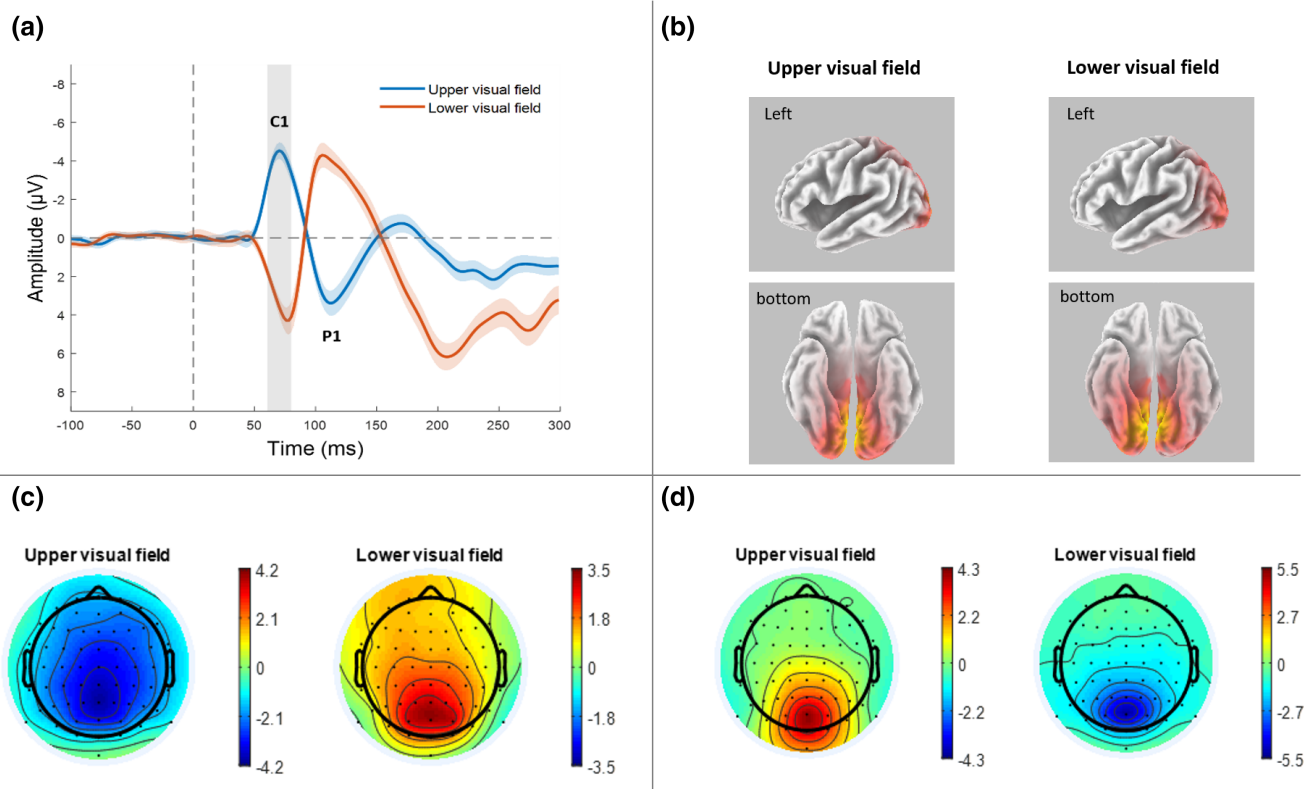 (a)
-8
-6
-4
-2
0
2
4
6
8
Amplitude (µV)
-100 -50 0 50 100 150 200 250 300
Time (ms)
Upper visual field
Lower visual field
C1
P1
(b)
Upper visual field
Lower visual field
Left
Left
bottom
bottom
(c)
Upper visual field
4.2
2.1
0
-2.1
-4.2
Lower visual field
3.5
1.8
0
-1.8
-3.5
(d)
Upper visual field
4.3
2.2
0
-2.2
-4.3
Lower visual field
5.5
2.7
0
-2.7
-5.5